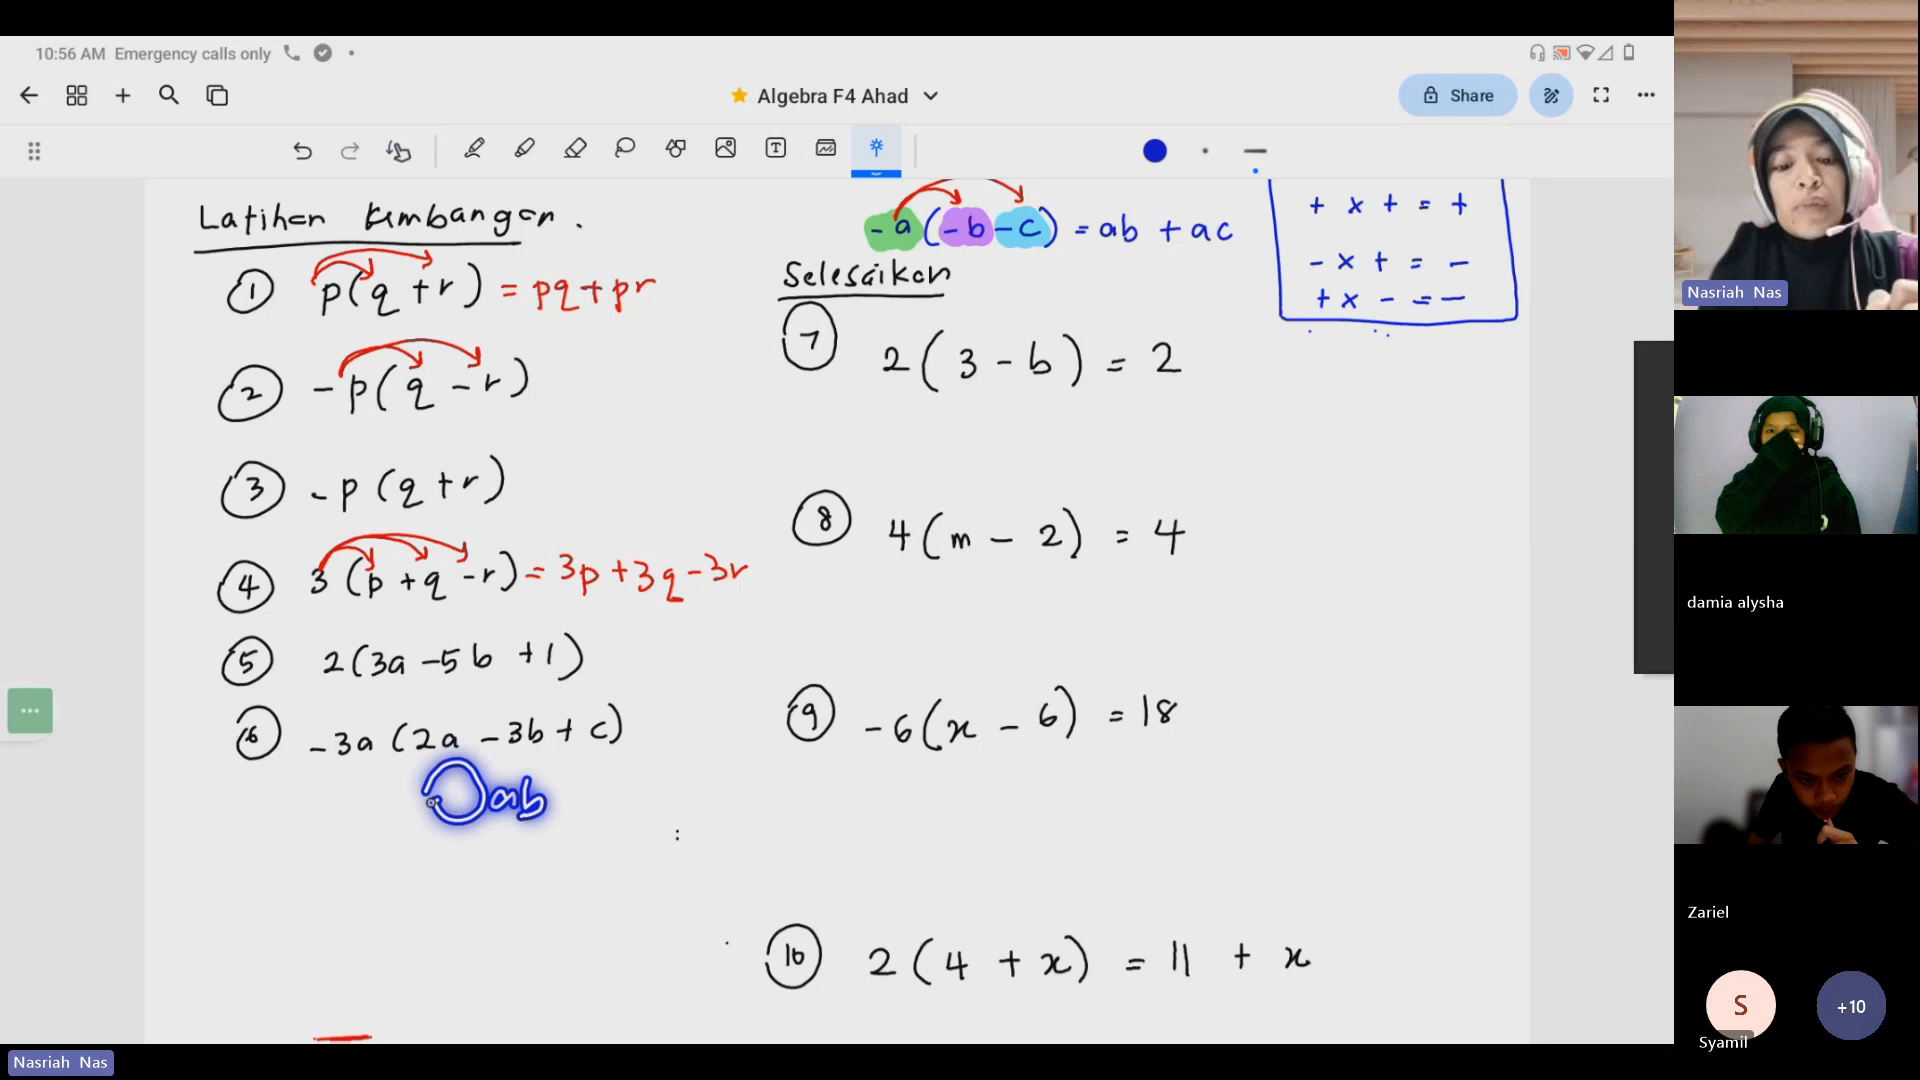 10:56 AM Emergency calls only
Algebra F4 Ahad
Share
Latihan Kembangan.
① p(q + r) = pq + pr
② -p(q - r)
③ -p(q + r)
④ 3(p + q - r) = 3p + 3q - 3r
⑤ 2(3a - 5b + 1)
⑥ -3a(2a - 3b + c)
ab
-a(-b-c) = ab + ac
Selesaikan
⑦ 2(3 - b) = 2
⑧ 4(m - 2) = 4
⑨ -6(x - 6) = 18
⑩ 2(4 + x) = 11 + x
+ x + = +
- x + = -
+ x - = -
Nasriah Nas
damia alysha
Zariel
S
+10
Syamil
Nasriah Nas